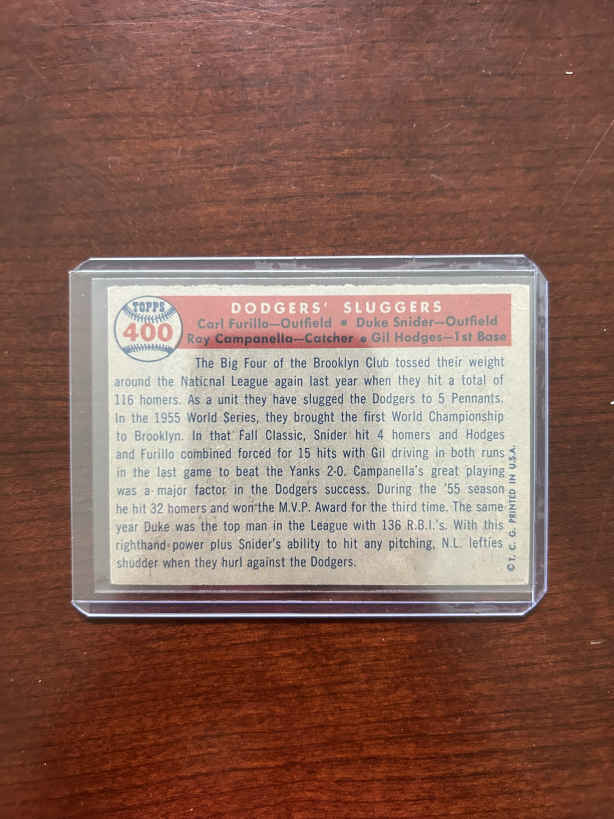 TOPPS
400
DODGERS' SLUGGERS
Carl Furillo—Outfield ■ Duke Snider—Outfield
Roy Campanella—Catcher ● Gil Hodges—1st Base
The Big Four of the Brooklyn Club tossed their weight
around the National League again last year when they hit a total of
116 homers. As a unit they have slugged the Dodgers to 5 Pennants.
In the 1955 World Series, they brought the first World Championship
to Brooklyn. In that Fall Classic, Snider hit 4 homers and Hodges
and Furillo combined forced for 15 hits with Gil driving in both runs
in the last game to beat the Yanks 2-0. Campanella's great playing
was a major factor in the Dodgers success. During the '55 season
he hit 32 homers and won the M.V.P. Award for the third time. The same
year Duke was the top man in the League with 136 R.B.I.'s. With this
righthand power plus Snider's ability to hit any pitching, N.L. lefties
shudder when they hurl against the Dodgers.
© T. C. G. PRINTED IN U.S.A.